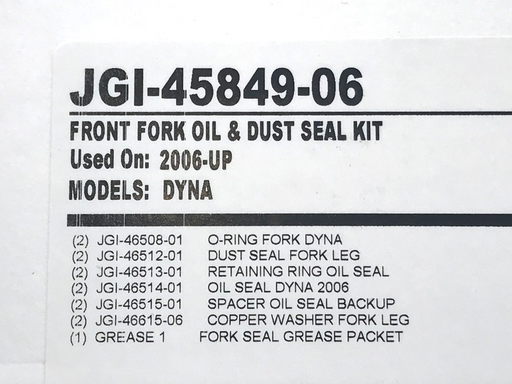 JGI-45849-06
FRONT FORK OIL & DUST SEAL KIT
Used On: 2006-UP
MODELS: DYNA
(2) JGI-46508-01 O-RING FORK DYNA
(2) JGI-46512-01 DUST SEAL FORK LEG
(2) JGI-46513-01 RETAINING RING OIL SEAL
(2) JGI-46514-01 OIL SEAL DYNA 2006
(2) JGI-46515-01 SPACER OIL SEAL BACKUP
(2) JGI-46615-06 COPPER WASHER FORK LEG
(1) GREASE 1 FORK SEAL GREASE PACKET